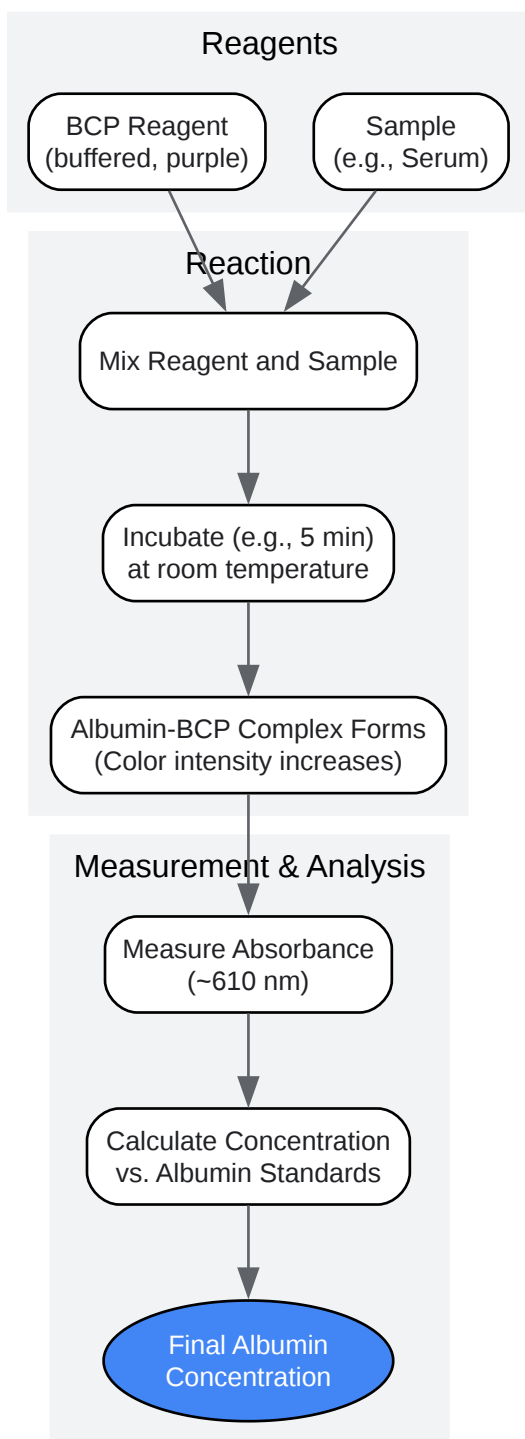 Reagents
BCP Reagent
(buffered, purple)
Sample
(e.g., Serum)
Reaction
Mix Reagent and Sample
Incubate (e.g., 5 min)
at room temperature
Albumin-BCP Complex Forms
(Color intensity increases)
Measurement & Analysis
Measure Absorbance
(~610 nm)
Calculate Concentration
vs. Albumin Standards
Final Albumin
Concentration